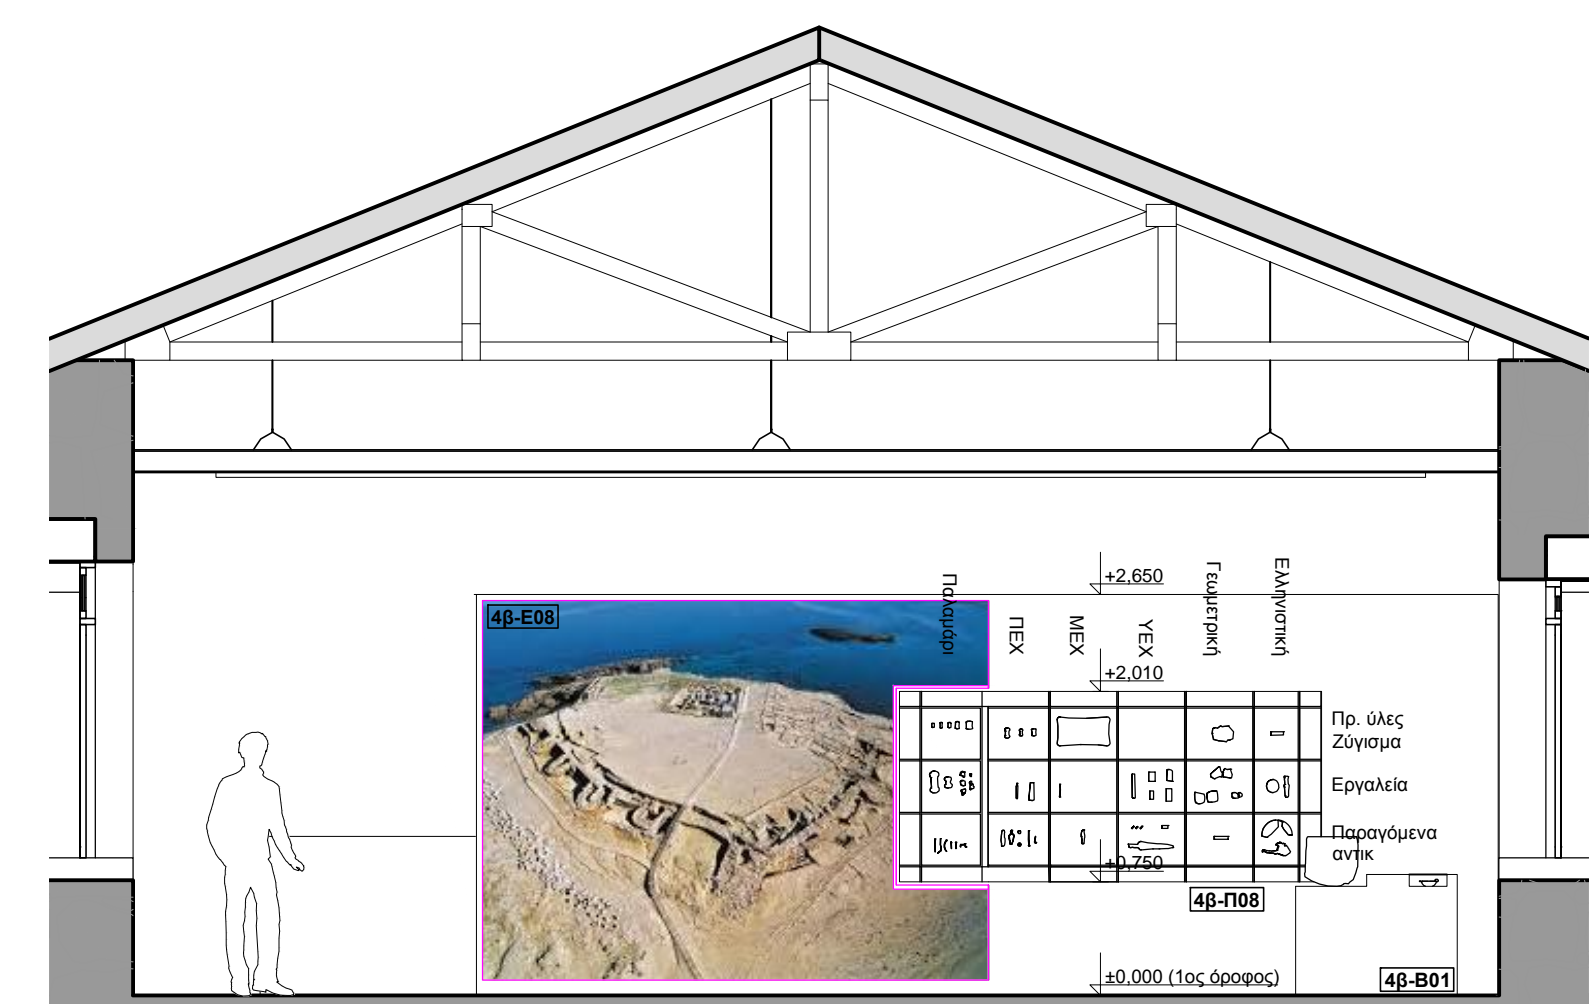 4β-Ε08
Παλαμάρι
ΠΕΧ
ΜΕΧ
ΥΕΧ
Γεωμετρική
Ελληνιστική
+2,650
+2,010
Πρ. ύλες
Ζύγισμα
Εργαλεία
Παραγόμενα
αντικ
+0,750
4β-Π08
±0,000 (1ος όροφος)
4β-Β01